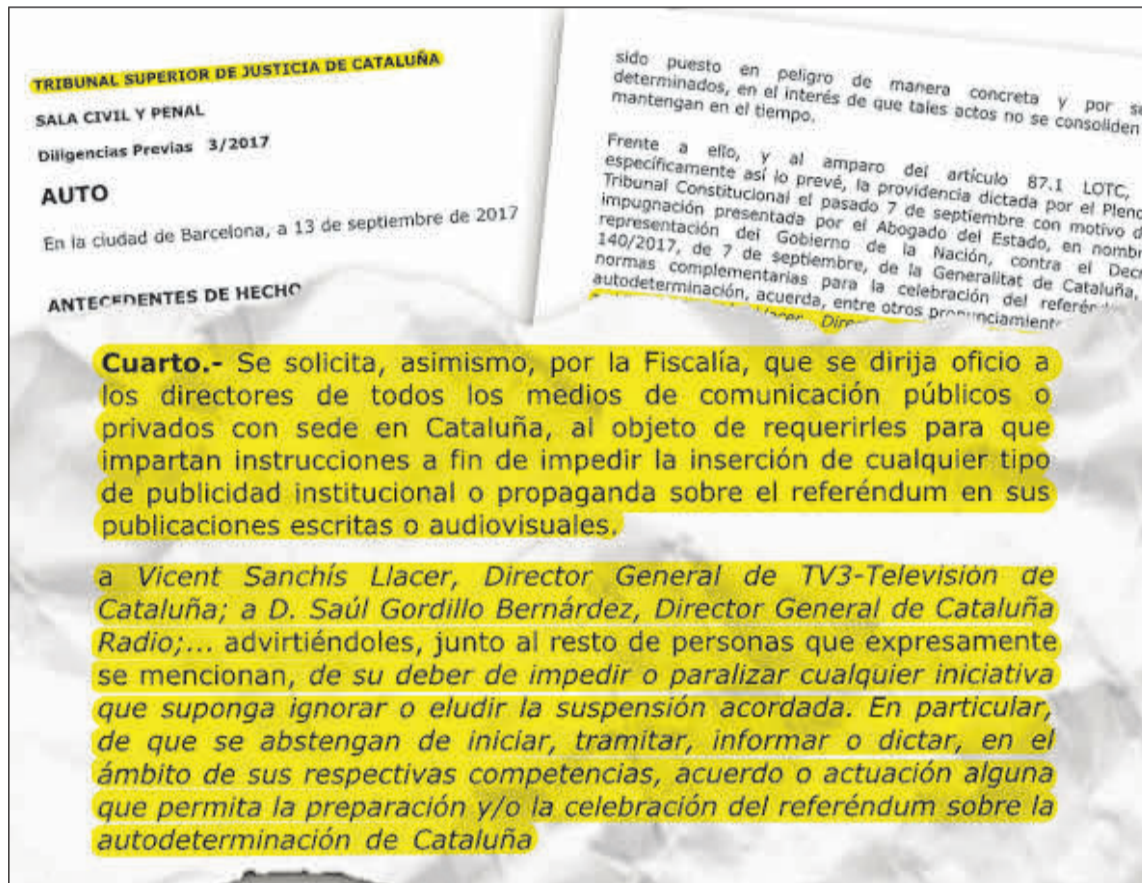 TRIBUNAL SUPERIOR DE JUSTICIA DE CATALUÑA
SALA CIVIL Y PENAL
Diligencias Previas 3/2017
AUTO
En la ciudad de Barcelona, a 13 de septiembre de 2017
ANTECEDENTES DE HECHO
sido puesto en peligro de manera concreta y por
determinados, en el interés de que tales actos no se consoliden
mantengan en el tiempo.
Frente a ello, y al amparo del artículo 87.1 LOTC,
específicamente así lo prevé, la providencia dictada por el Pleno
Tribunal Constitucional el pasado 7 de septiembre con motivo
impugnación presentada por el Abogado del Estado, en
representación del Gobierno de la Nación, contra el
140/2017, de 7 de septiembre, de la Generalitat de Cataluña,
normas complementarias para la celebración del
autodeterminación, acuerda, entre otros
Cuarto.- Se solicita, asimismo, por la Fiscalía, que se dirija oficio a
los directores de todos los medios de comunicación públicos o
privados con sede en Cataluña, al objeto de requerirles para que
impartan instrucciones a fin de impedir la inserción de cualquier tipo
de publicidad institucional o propaganda sobre el referéndum en sus
publicaciones escritas o audiovisuales.
a Vicent Sanchís Llacer, Director General de TV3-Televisión de
Cataluña; a D. Saúl Gordillo Bernárdez, Director General de Cataluña
Radio;... advirtiéndoles, junto al resto de personas que expresamente
se mencionan, de su deber de impedir o paralizar cualquier iniciativa
que suponga ignorar o eludir la suspensión acordada. En particular,
de que se abstengan de iniciar, tramitar, informar o dictar, en el
ámbito de sus respectivas competencias, acuerdo o actuación alguna
que permita la preparación y/o la celebración del referéndum sobre la
autodeterminación de Cataluña